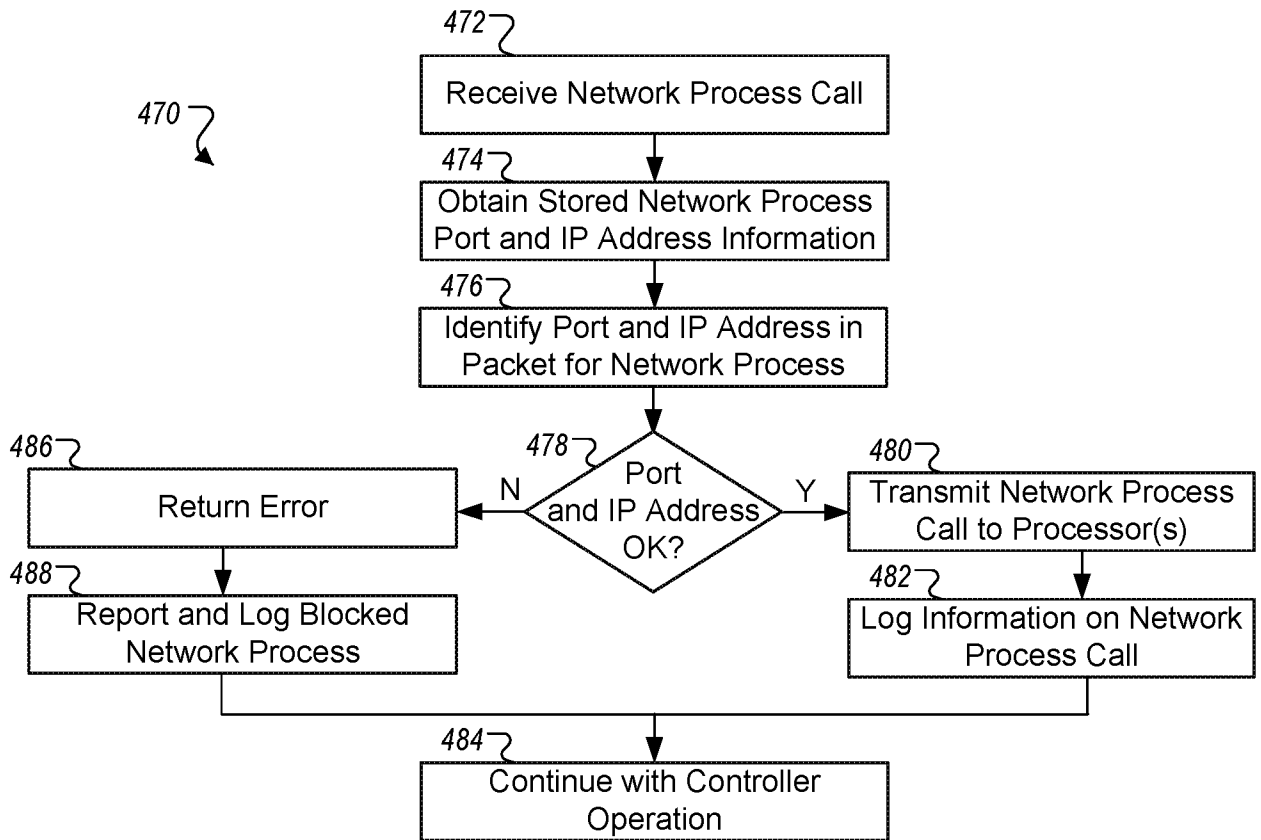 472
Receive Network Process Call
470
474
Obtain Stored Network Process
Port and IP Address Information
476
Identify Port and IP Address in
Packet for Network Process
478
Port
and IP Address
OK?
N
Y
486
Return Error
480
Transmit Network Process
Call to Processor(s)
488
Report and Log Blocked
Network Process
482
Log Information on Network
Process Call
484
Continue with Controller
Operation